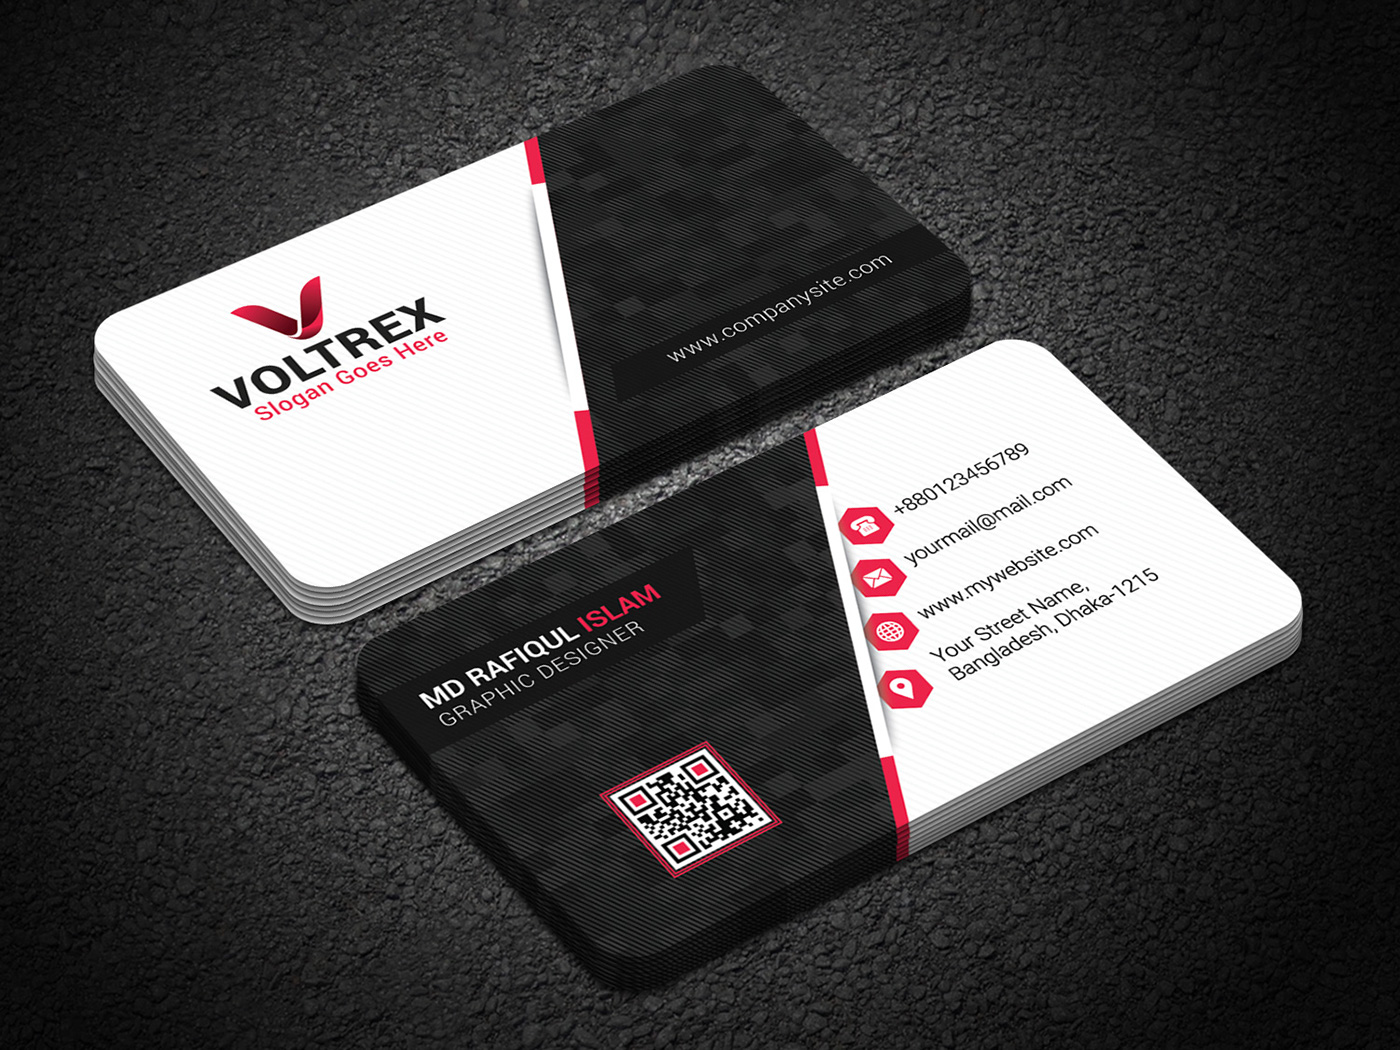 VOLTREX
Slogan Goes Here
www.companysite.com
MD RAFIQUL ISLAM
GRAPHIC DESIGNER
+880123456789
yourmail@mail.com
www.mywebsite.com
Your Street Name,
Bangladesh, Dhaka-1215